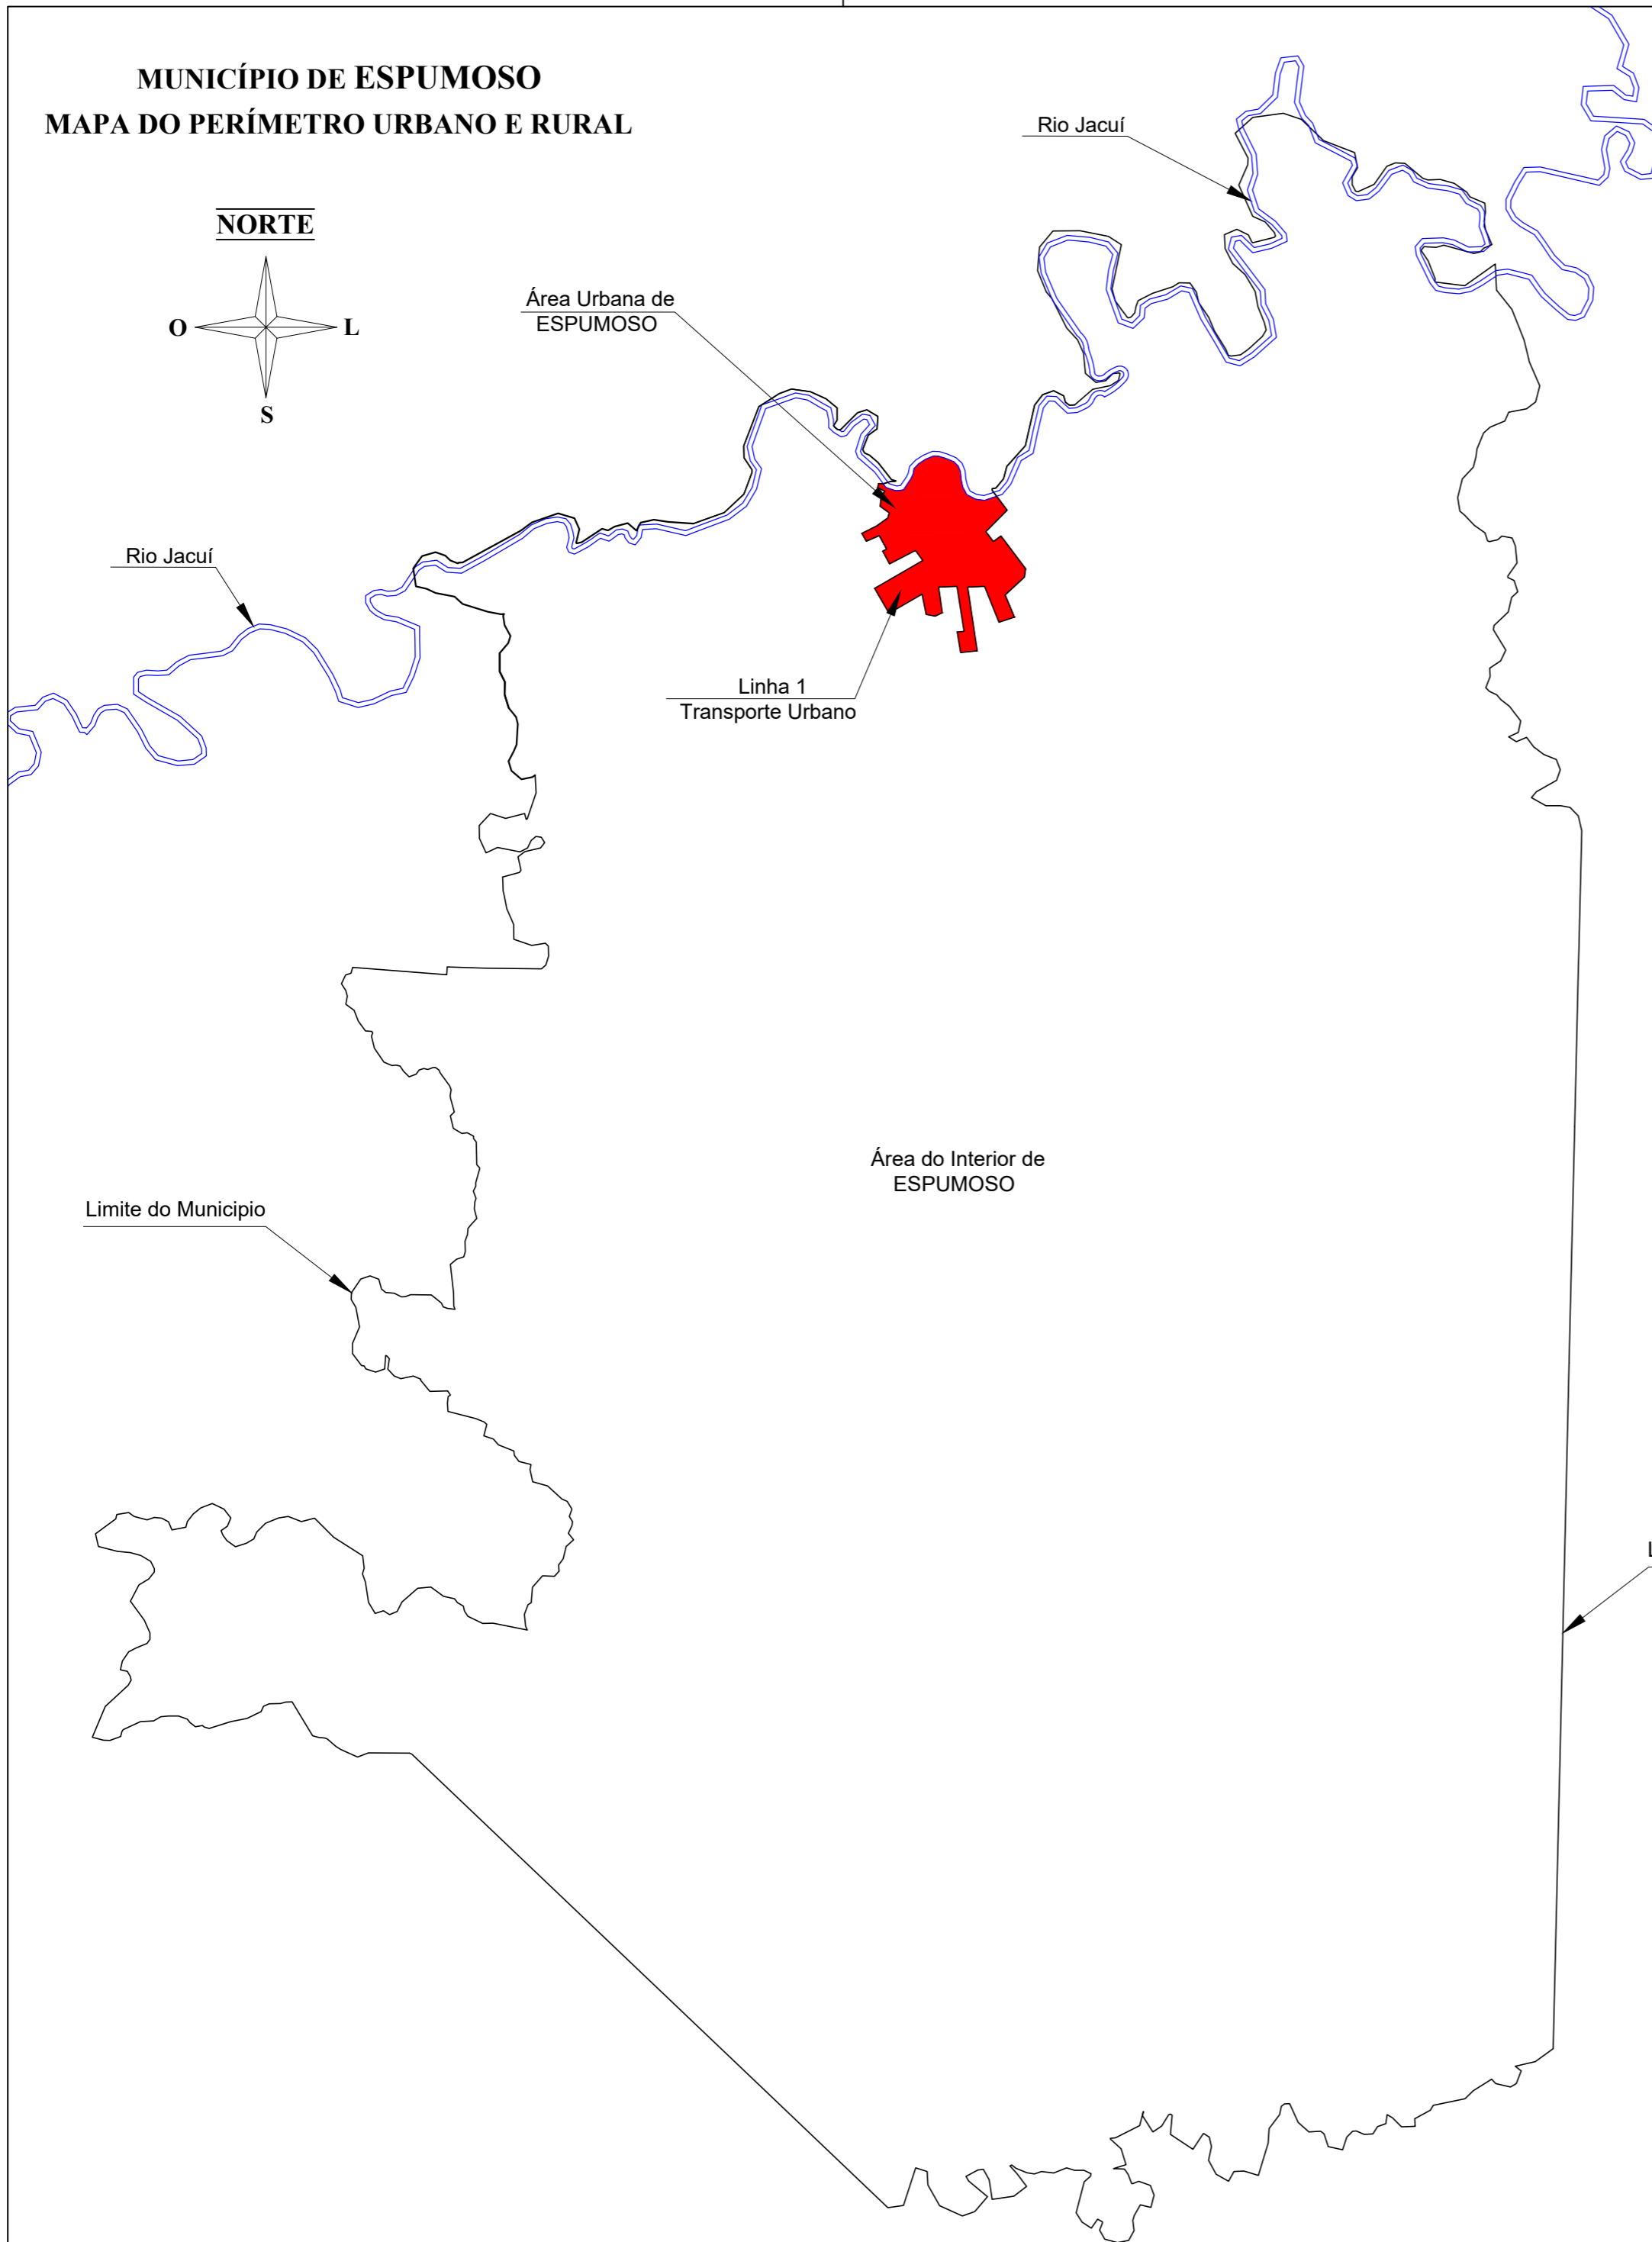 MUNICÍPIO DE ESPUMOSO
MAPA DO PERÍMETRO URBANO E RURAL
Rio Jacuí
NORTE
O
L
S
Área Urbana de
ESPUMOSO
Rio Jacuí
Linha 1
Transporte Urbano
Área do Interior de
ESPUMOSO
Limite do Municipio
L